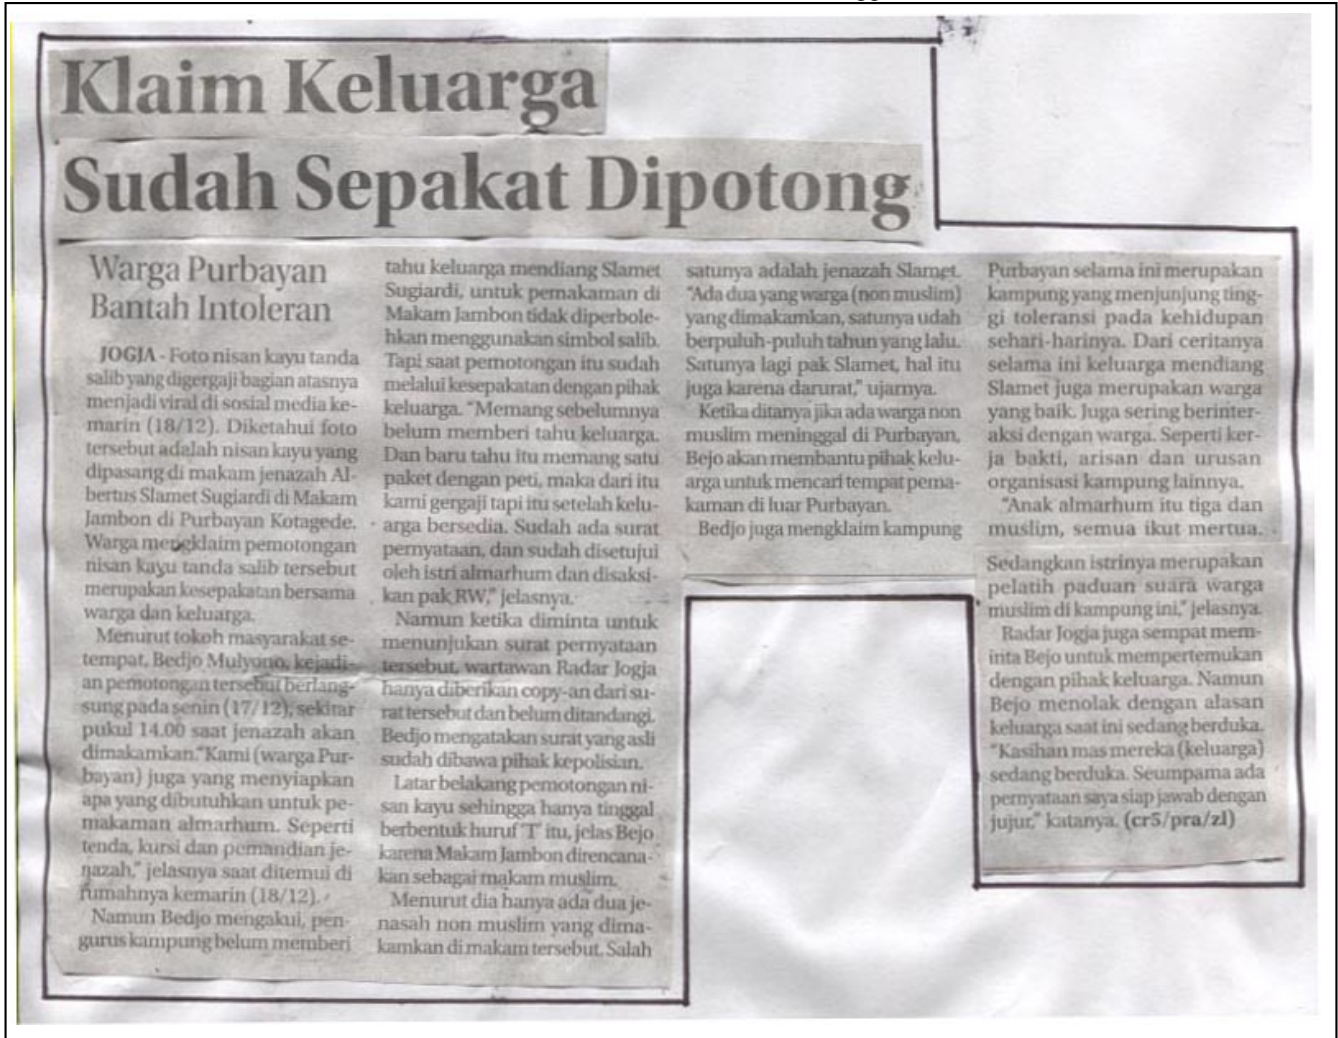 Klaim Keluarga
Sudah Sepakat Dipotong
Warga Purbayan
Bantah Intoleran
JOGJA - Foto nisan kayu tanda
salib yang digergaji bagian atasnya
menjadi viral di sosial media ke-
marin (18/12). Diketahui foto
tersebut adalah nisan kayu yang
dipasang di makam jenazah Al-
bertus Slamet Sugiardi di Makam
Jambon di Purbayan Kotagede.
Warga mengklaim pemotongan
nisan kayu tanda salib tersebut
merupakan kesepakatan bersama
warga dan keluarga.
Menurut tokoh masyarakat se-
tempat, Bedjo Mulyono, kejadi-
an pemotongan tersebut berlang-
sung pada senin (17/12), sekitar
pukul 14.00 saat jenazah akan
dimakamkan."Kami (warga Pur-
bayan) juga yang menyiapkan
apa yang dibutuhkan untuk pe-
makaman almarhum. Seperti
tenda, kursi dan pemandian je-
nazah," jelasnya saat ditemui di
rumahnya kemarin (18/12).
Namun Bedjo mengakui, pen-
gurus kampung belum memberi
tahu keluarga mendiang Slamet
Sugiardi, untuk pemakaman di
Makam Jambon tidak diperbole-
hkan menggunakan simbol salib.
Tapi saat pemotongan itu sudah
melalui kesepakatan dengan pihak
keluarga. "Memang sebelumnya
belum memberi tahu keluarga.
Dan baru tahu itu memang satu
paket dengan peti, maka dari itu
kami gergaji tapi itu setelah kelu-
arga bersedia. Sudah ada surat
pernyataan, dan sudah disetujui
oleh istri almarhum dan disaksi-
kan pak RW," jelasnya.
Namun ketika diminta untuk
menunjukan surat pernyataan
tersebut, wartawan Radar Jogja
hanya diberikan copy-an dari su-
rat tersebut dan belum ditandangi.
Bedjo mengatakan surat yang asli
sudah dibawa pihak kepolisian.
Latar belakang pemotongan ni-
san kayu sehingga hanya tinggal
berbentuk huruf 'T' itu, jelas Bejo
karena Makam Jambon direncana-
kan sebagai makam muslim.
Menurut dia hanya ada dua je-
nasah non muslim yang dima-
kamkan di makam tersebut. Salah
satunya adalah jenazah Slamet.
"Ada dua yang warga (non muslim)
yang dimakamkan, satunya udah
berpuluh-puluh tahun yang lalu.
Satunya lagi pak Slamet, hal itu
juga karena darurat," ujarnya.
Ketika ditanya jika ada warga non
muslim meninggal di Purbayan,
Bejo akan membantu pihak kelu-
arga untuk mencari tempat pema-
kaman di luar Purbayan.
Bedjo juga mengklaim kampung
Purbayan selama ini merupakan
kampung yang menjunjung ting-
gi toleransi pada kehidupan
sehari-harinya. Dari ceritanya
selama ini keluarga mendiang
Slamet juga merupakan warga
yang baik. Juga sering berinter-
aksi dengan warga. Seperti ker-
ja bakti, arisan dan urusan
organisasi kampung lainnya.
"Anak almarhum itu tiga dan
muslim, semua ikut mertua.
Sedangkan istrinya merupakan
pelatih paduan suara warga
muslim di kampung ini," jelasnya.
Radar Jogja juga sempat mem-
inta Bejo untuk mempertemukan
dengan pihak keluarga. Namun
Bejo menolak dengan alasan
keluarga saat ini sedang berduka.
"Kasihan mas mereka (keluarga)
sedang berduka. Seumpama ada
pernyataan saya siap jawab dengan
jujur," katanya. (cr5/pra/zl)